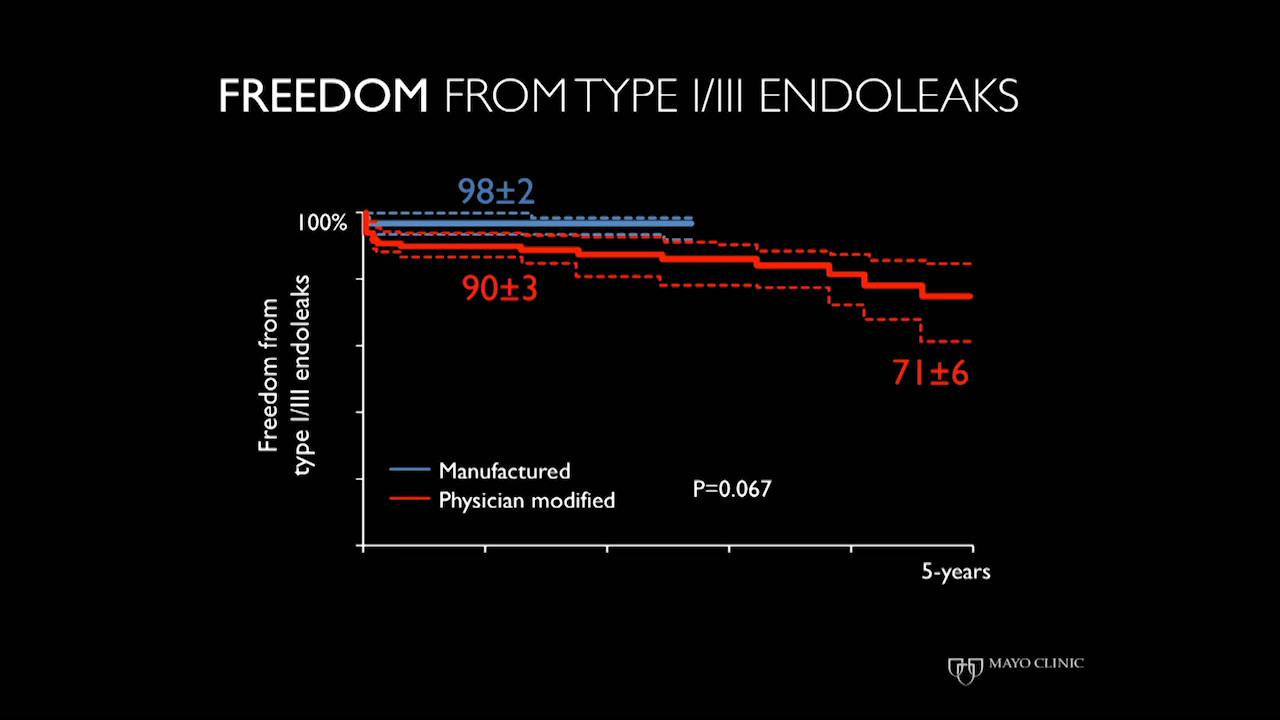 FREEDOM FROM TYPE I/III ENDOLEAKS
98±2
100%
90±3
71±6
Freedom from
type I/III endoleaks
Manufactured
Physician modified
P=0.067
5-years
MAYO CLINIC